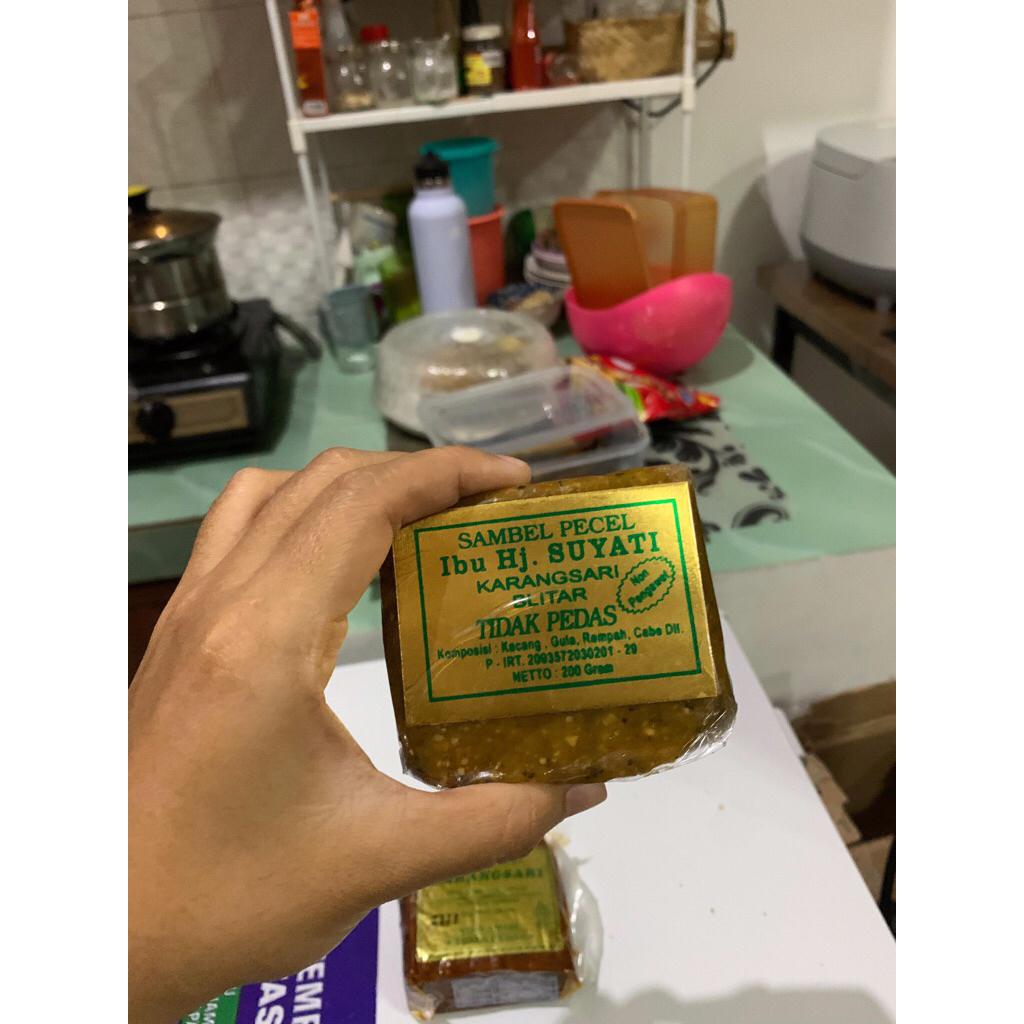 SAMBEL PECEL
Ibu Hj. SUYATI
KARANGSARI
BLITAR
Non
Pengawet
TIDAK PEDAS
Komposisi : Kacang , Gula, Rempah, Cabe Dll.
P - IRT. 2093572030201 - 29
NETTO : 200 Gram